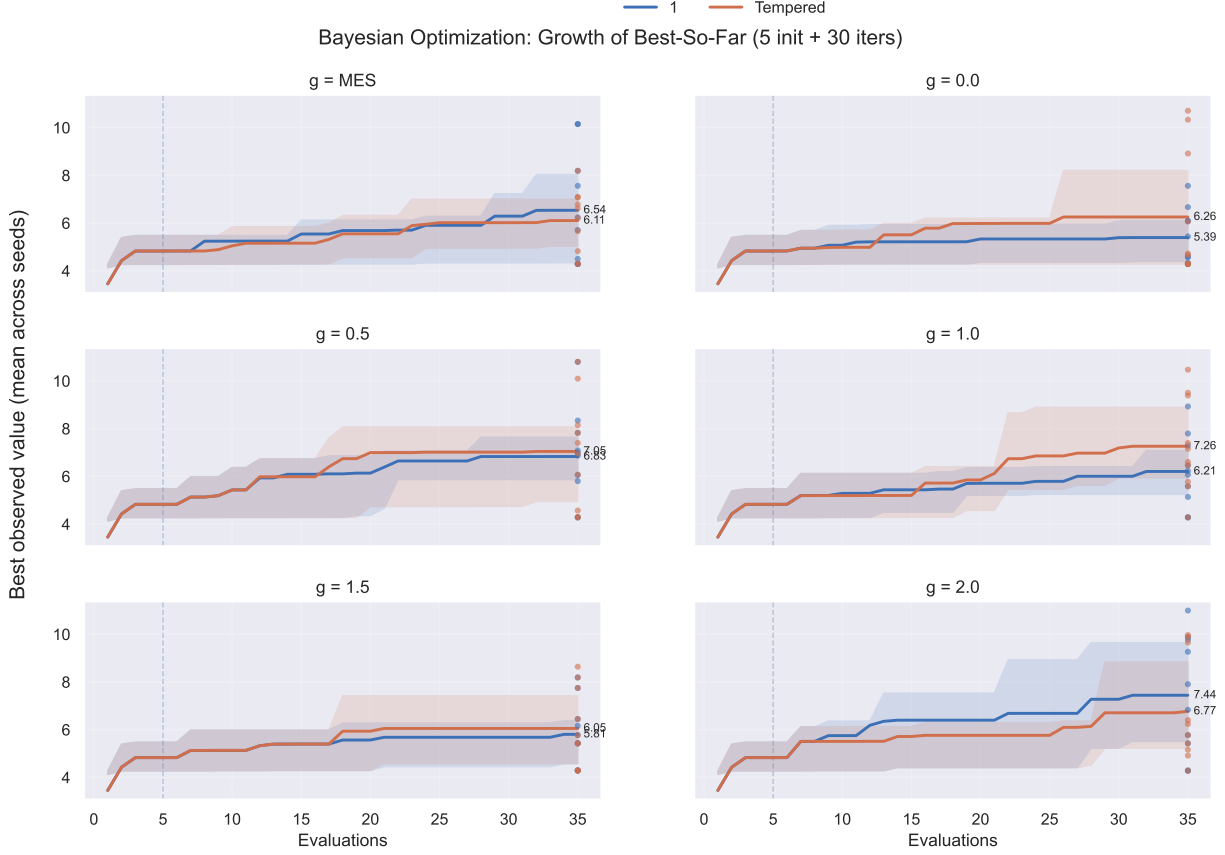 1 Tempered
Bayesian Optimization: Growth of Best-So-Far (5 init + 30 iters)
Best observed value (mean across seeds)
g = MES
10
8
6
4
6.54
6.11
g = 0.0
6.26
5.39
g = 0.5
10
8
6
4
7.05
6.83
g = 1.0
7.26
6.21
g = 1.5
10
8
6
4
6.05
5.81
0 5 10 15 20 25 30 35
Evaluations
g = 2.0
7.44
6.77
0 5 10 15 20 25 30 35
Evaluations